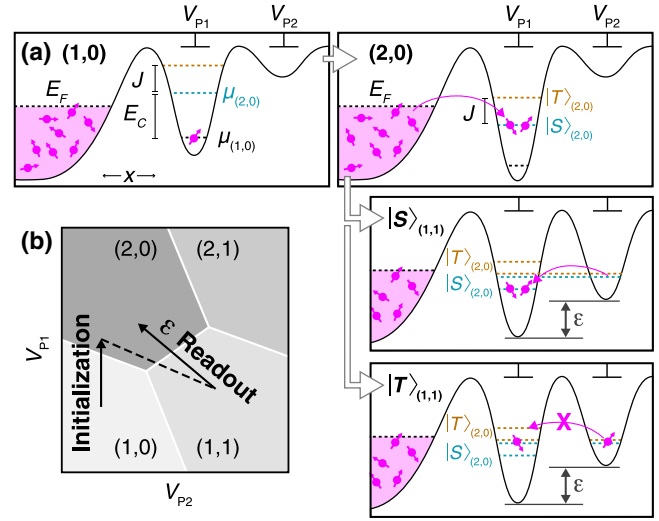 V_P1 V_P2
(a) (1,0)
E_F
J
μ_(2,0)
E_C
μ_(1,0)
x
V_P1 V_P2
(2,0)
E_F
J
|T⟩_(2,0)
|S⟩_(2,0)
|S⟩_(1,1)
|T⟩_(2,0)
|S⟩_(2,0)
ε
|T⟩_(1,1)
X
|T⟩_(2,0)
|S⟩_(2,0)
ε
(b)
(2,0) (2,1)
ε Readout
Initialization
(1,0) (1,1)
V_P1
V_P2